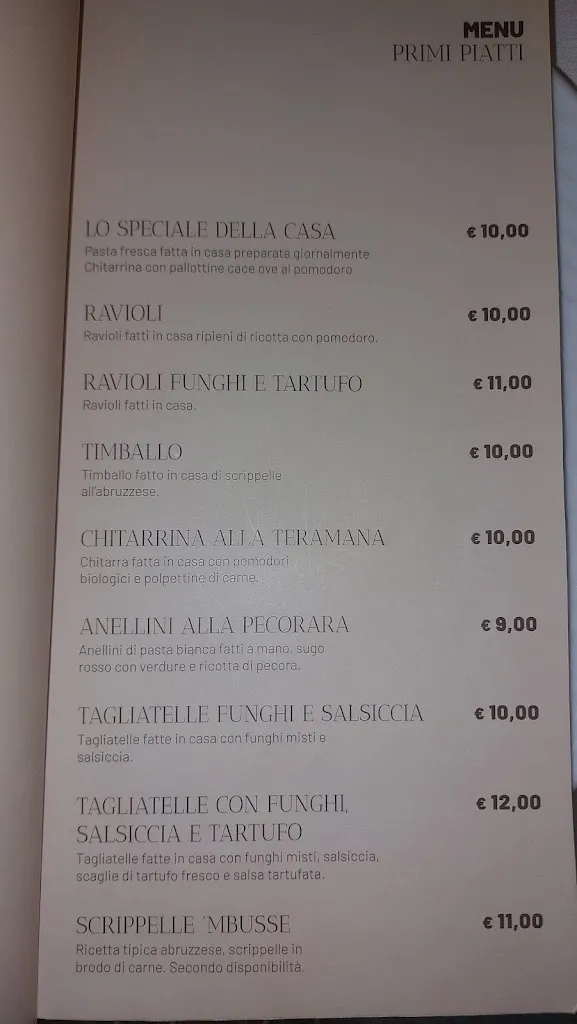 MENU
PRIMI PIATTI
LO SPECIALE DELLA CASA € 10,00
Pasta fresca fatta in casa preparata giornalmente
Chitarrina con pallottine cace ove al pomodoro
RAVIOLI € 10,00
Ravioli fatti in casa ripieni di ricotta con pomodoro.
RAVIOLI FUNGHI E TARTUFO € 11,00
Ravioli fatti in casa.
TIMBALLO € 10,00
Timballo fatto in casa di scrippelle
all'abruzzese.
CHITARRINA ALLA TERAMANA € 10,00
Chitarra fatta in casa con pomodori
biologici e polpettine di carne.
ANELLINI ALLA PECORARA € 9,00
Anellini di pasta bianca fatti a mano, sugo
rosso con verdure e ricotta di pecora.
TAGLIATELLE FUNGHI E SALSICCIA € 10,00
Tagliatelle fatte in casa con funghi misti e
salsiccia.
TAGLIATELLE CON FUNGHI, € 12,00
SALSICCIA E TARTUFO
Tagliatelle fatte in casa con funghi misti, salsiccia,
scaglie di tartufo fresco e salsa tartufata.
SCRIPPELLE 'MBUSSE € 11,00
Ricetta tipica abruzzese, scrippelle in
brodo di carne. Secondo disponibilità.